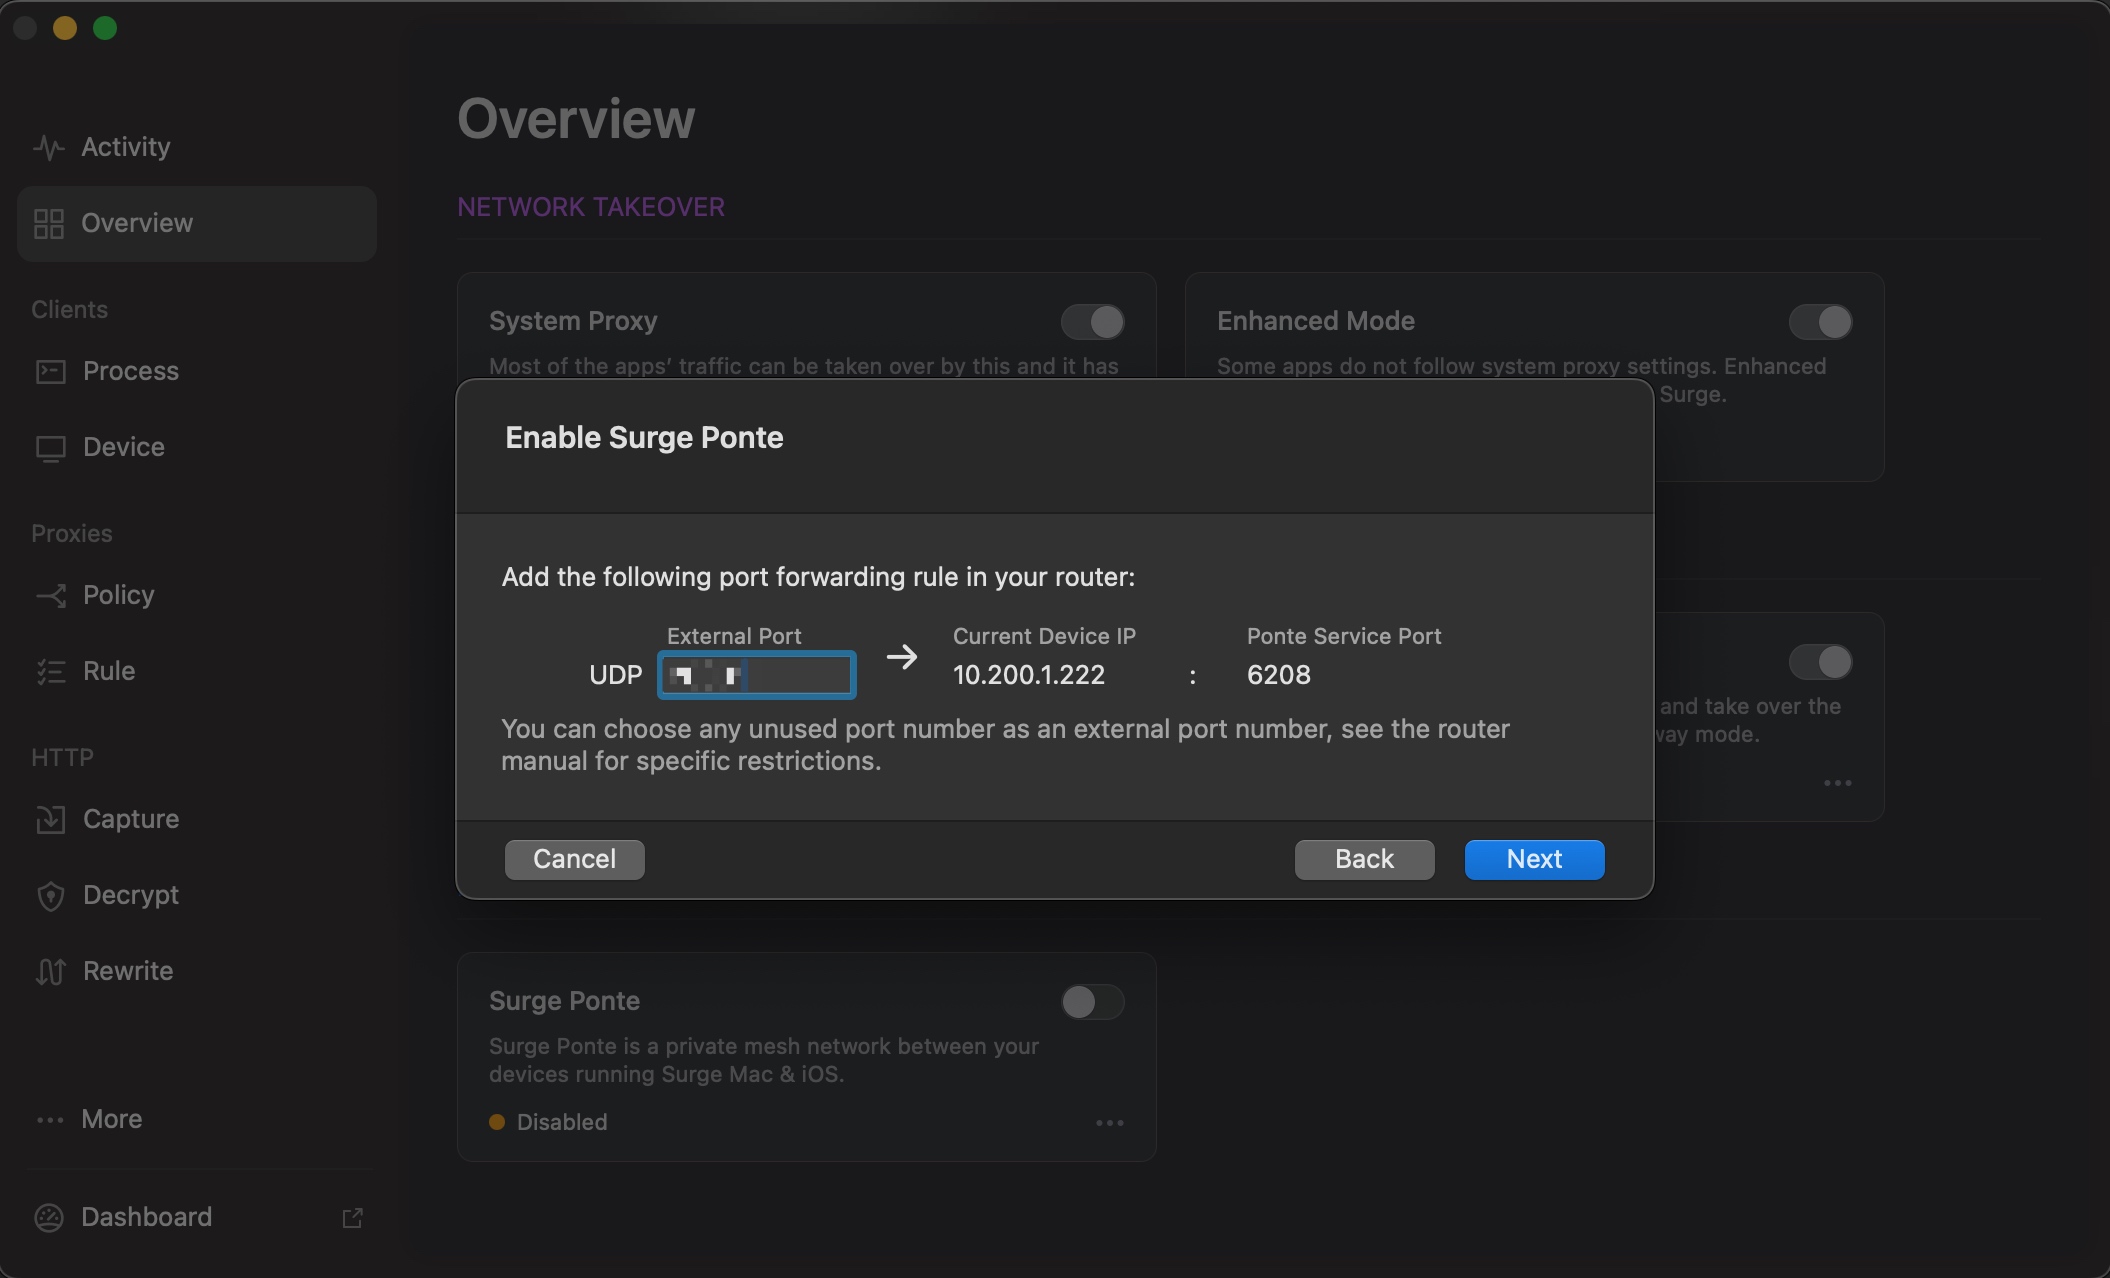 Activity
Overview
Clients
Process
Device
Proxies
Policy
Rule
HTTP
Capture
Decrypt
Rewrite
More
Dashboard
Overview
NETWORK TAKEOVER
System Proxy
Most of the apps’ traffic can be taken over by this and it has
Enhanced Mode
Some apps do not follow system proxy settings. Enhanced
Surge.
Enable Surge Ponte
Add the following port forwarding rule in your router:
External Port
Current Device IP
Ponte Service Port
UDP
10.200.1.222 : 6208
You can choose any unused port number as an external port number, see the router
manual for specific restrictions.
Cancel
Back
Next
and take over the
way mode.
Surge Ponte
Surge Ponte is a private mesh network between your
devices running Surge Mac & iOS.
Disabled